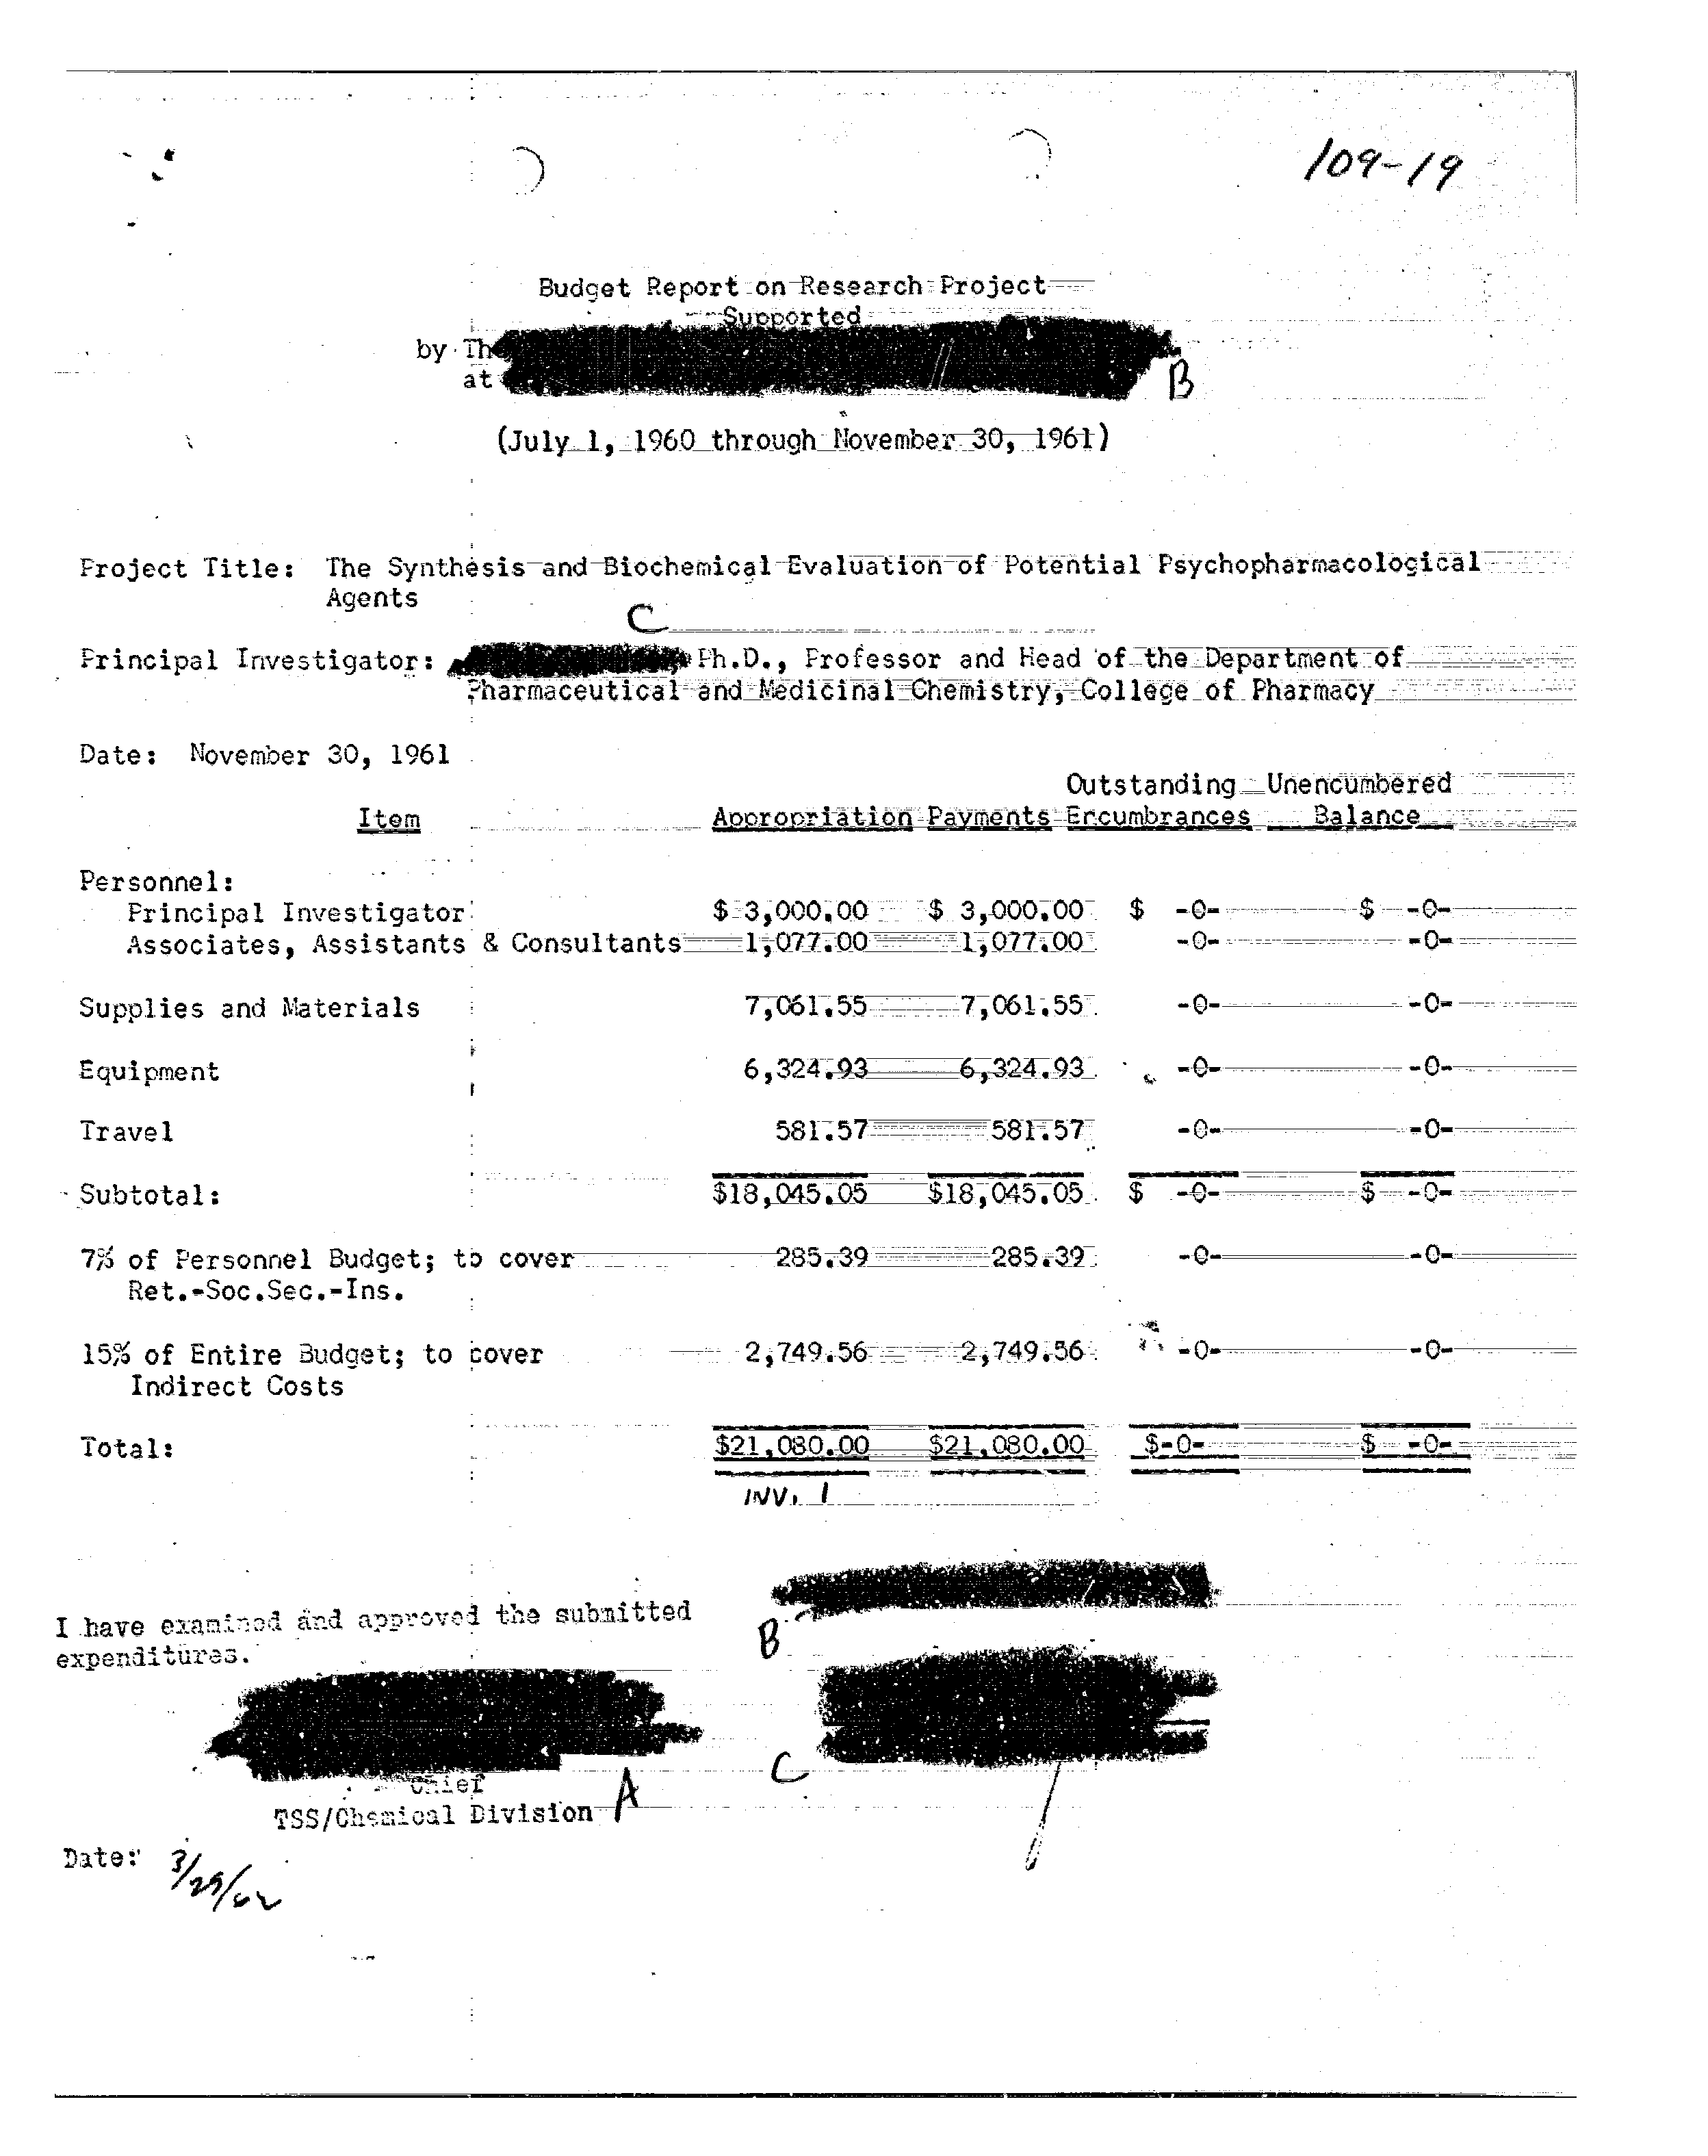 109-19
Budget Report on Research Project
Supported
by Th
at
B
(July 1, 1960 through November 30, 1961)
Project Title: The Synthesis and Biochemical Evaluation of Potential Psychopharmacological
Agents
C
Principal Investigator: Ph.D., Professor and Head of the Department of
Pharmaceutical and Medicinal Chemistry, College of Pharmacy
Date: November 30, 1961
Outstanding Unencumbered
Item Appropriation Payments Encumbrances Balance
Personnel:
Principal Investigator $ 3,000.00 $ 3,000.00 $ -0- $ -0-
Associates, Assistants & Consultants 1,077.00 1,077.00 -0- -0-
Supplies and Materials 7,061.55 7,061.55 -0- -0-
Equipment 6,324.93 6,324.93 -0- -0-
Travel 581.57 581.57 -0- -0-
Subtotal: $18,045.05 $18,045.05 $ -0- $ -0-
7% of Personnel Budget; to cover 285.39 285.39 -0- -0-
Ret.-Soc.Sec.-Ins.
15% of Entire Budget; to cover 2,749.56 2,749.56 -0- -0-
Indirect Costs
Total: $21,080.00 $21,080.00 $-0- $ -0-
INV. 1
I have examined and approved the submitted
expenditures.
B
C
Chief
TSS/Chemical Division A
Date: 3/29/62